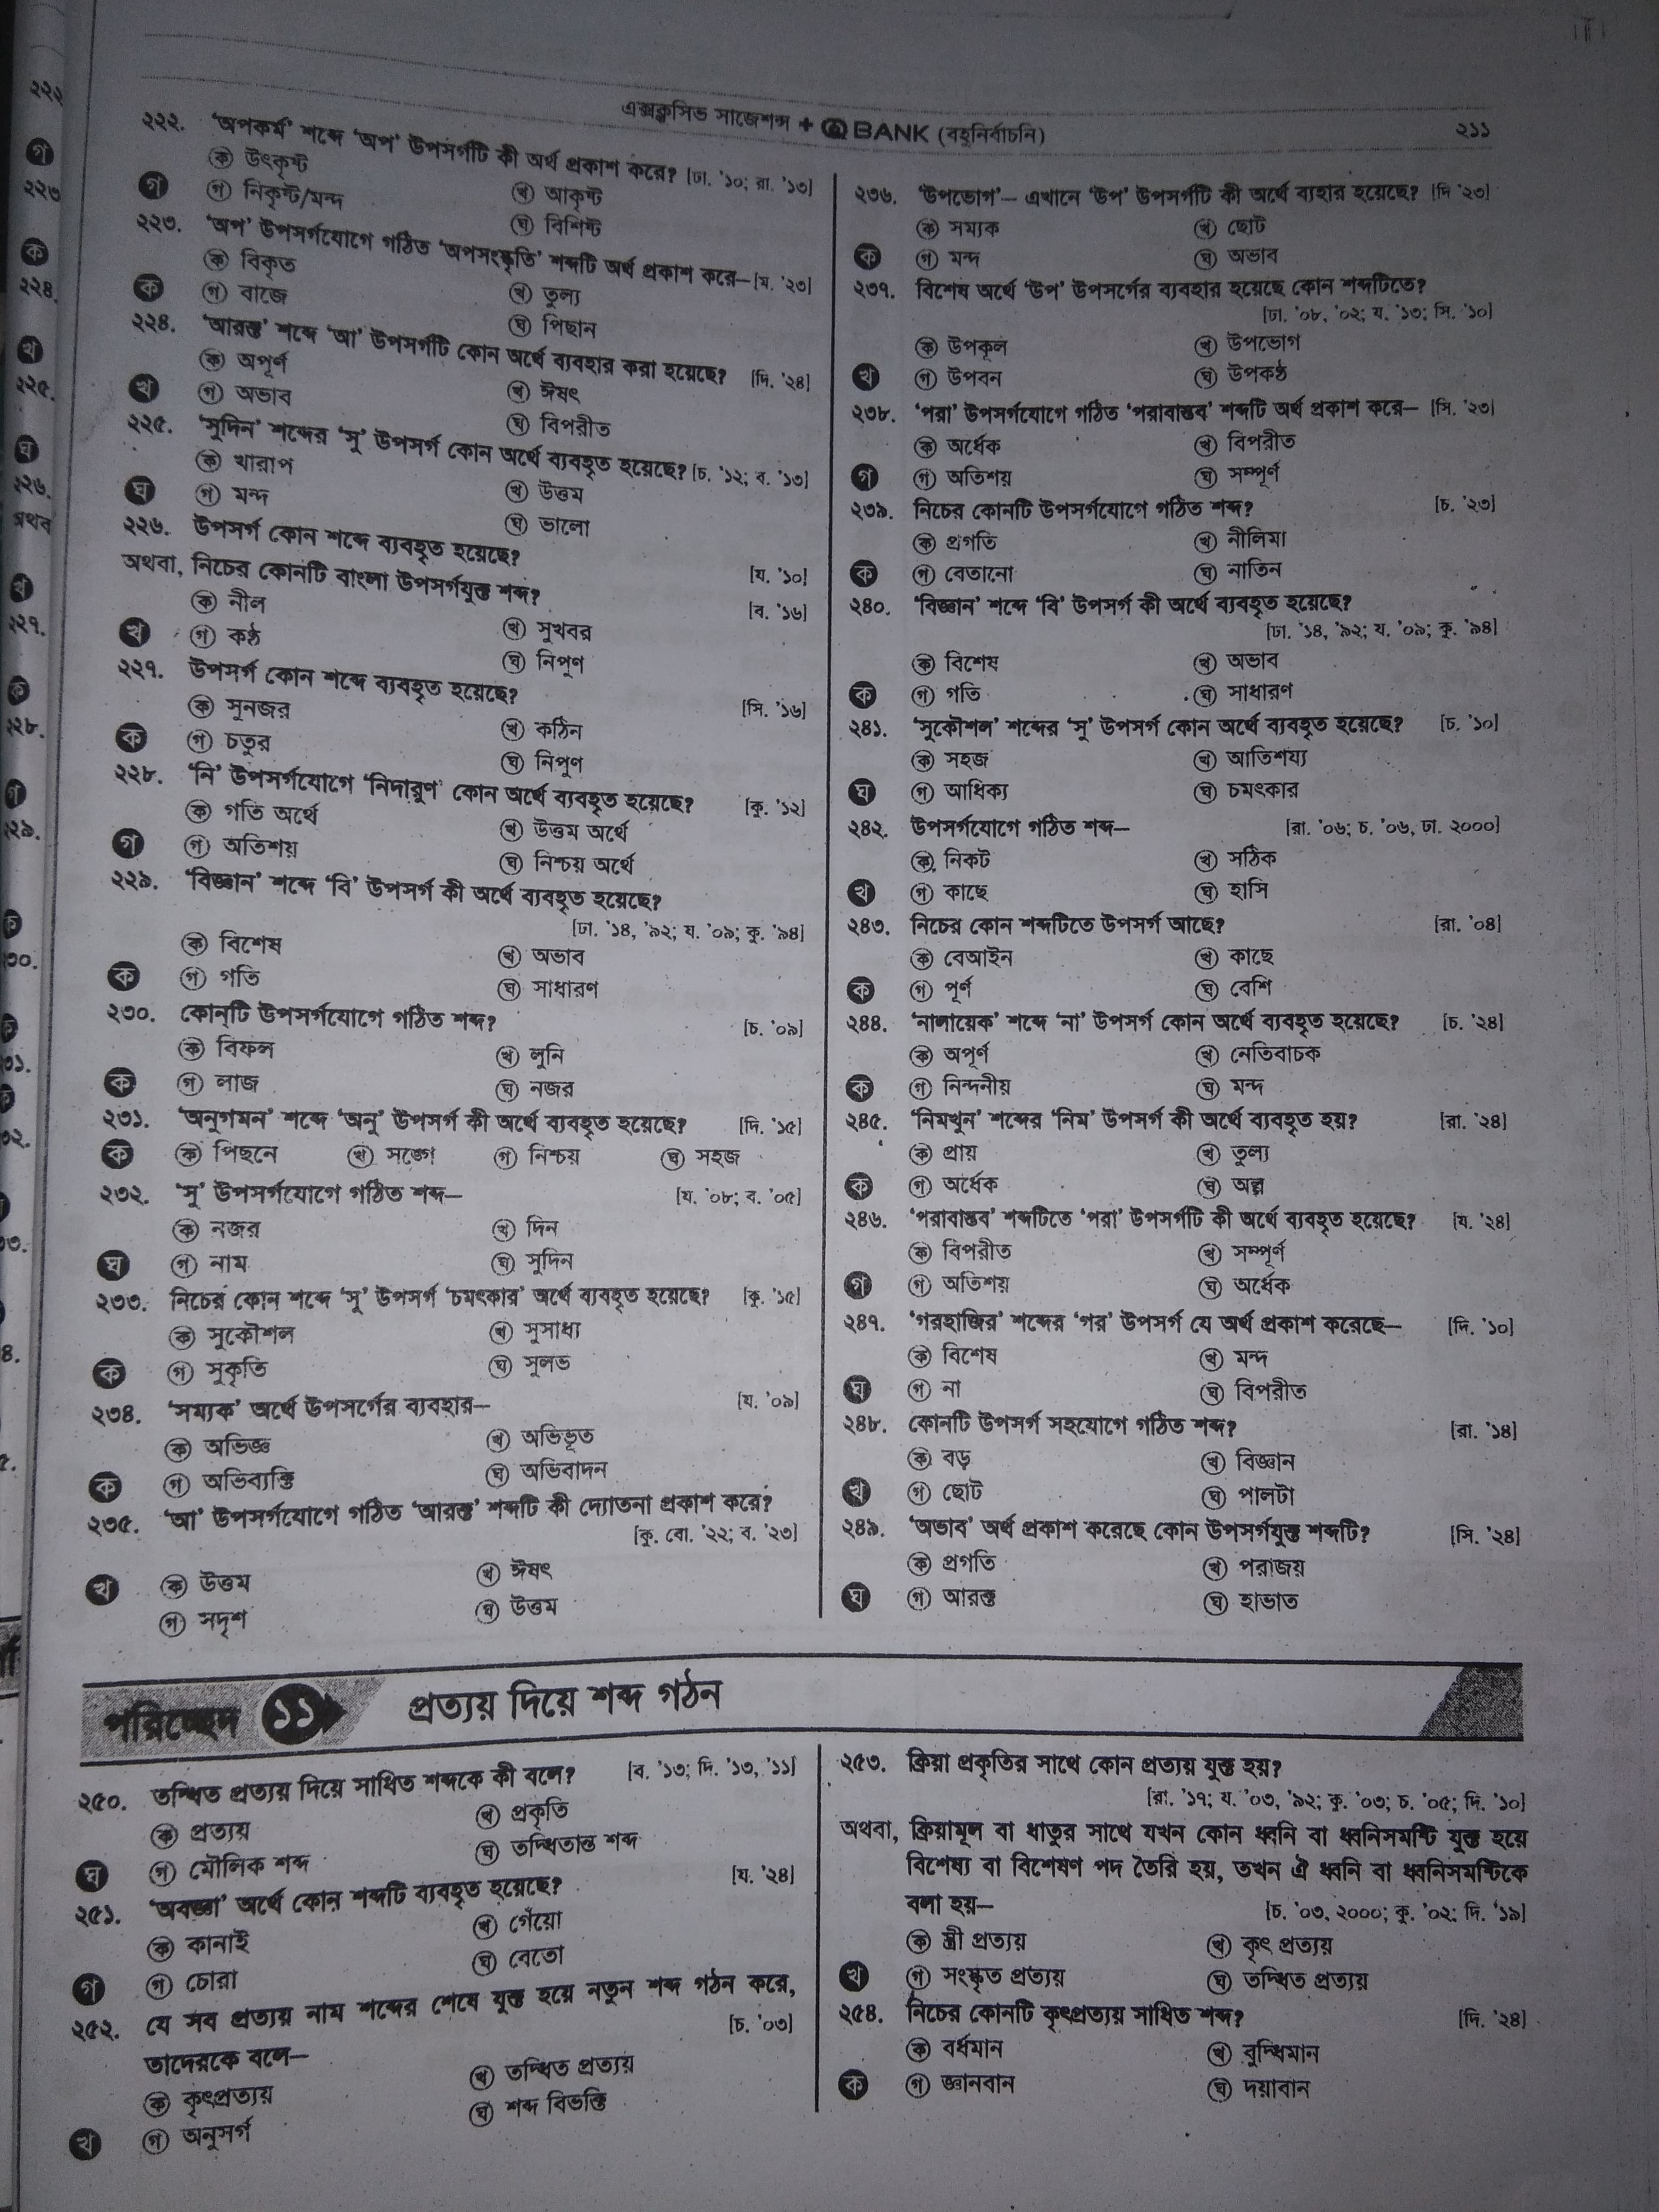 এক্সক্লুসিভ সাজেশন্স + Q BANK (বহুনির্বাচনি)
২১১
২২২. ‘অপকর্ম’ শব্দে ‘অপ’ উপসর্গটি কী অর্থ প্রকাশ করে? [ঢা. '১০; রা. '১৩]
ক উৎকৃষ্ট খ আকৃষ্ট
গ গ নিকৃষ্ট/মন্দ ঘ বিশিষ্ট
২২৩. ‘অপ’ উপসর্গযোগে গঠিত ‘অপসংস্কৃতি’ শব্দটি অর্থ প্রকাশ করে– [ম. '২৩]
ক বিকৃত খ তুল্য
ক গ বাজে ঘ পিছান
২২৪. ‘আরক্ত’ শব্দে ‘আ’ উপসর্গটি কোন অর্থে ব্যবহার করা হয়েছে? [দি. '২৪]
ক অপূর্ণ খ ঈষৎ
খ গ অভাব ঘ বিপরীত
২২৫. ‘সুদিন’ শব্দের ‘সু’ উপসর্গ কোন অর্থে ব্যবহৃত হয়েছে? [চ. '১২; ব. '১৩]
ক খারাপ খ উত্তম
ঘ গ মন্দ ঘ ভালো
২২৬. উপসর্গ কোন শব্দে ব্যবহৃত হয়েছে? [য. '১০]
অথবা, নিচের কোনটি বাংলা উপসর্গযুক্ত শব্দ? [ব. '১৬]
ক নীল খ সুখবর
খ গ কণ্ঠ ঘ নিপুণ
২২৭. উপসর্গ কোন শব্দে ব্যবহৃত হয়েছে? [সি. '১৬]
ক সুনজর খ কঠিন
ক গ চতুর ঘ নিপুণ
২২৮. ‘নি’ উপসর্গযোগে ‘নিদারুণ’ কোন অর্থে ব্যবহৃত হয়েছে? [কু. '১২]
ক গতি অর্থে খ উত্তম অর্থে
গ গ অতিশয় ঘ নিশ্চয় অর্থে
২২৯. ‘বিজ্ঞান’ শব্দে ‘বি’ উপসর্গ কী অর্থে ব্যবহৃত হয়েছে?
[ঢা. '১৪, '৯২; য. '০৯; কু. '৯৪]
ক বিশেষ খ অভাব
ক গ গতি ঘ সাধারণ
২৩০. কোন্‌টি উপসর্গযোগে গঠিত শব্দ? [চ. '০৯]
ক বিফল খ লুনি
ক গ লাজ ঘ নজর
২৩১. ‘অনুগমন’ শব্দে ‘অনু’ উপসর্গ কী অর্থে ব্যবহৃত হয়েছে? [দি. '১৫]
ক ক পিছনে খ সঙ্গে গ নিশ্চয় ঘ সহজ
২৩২. ‘সু’ উপসর্গযোগে গঠিত শব্দ– [য. '০৮; ব. '০৫]
ক নজর খ দিন
ঘ গ নাম ঘ সুদিন
২৩৩. নিচের কোন শব্দে ‘সু’ উপসর্গ ‘চমৎকার’ অর্থে ব্যবহৃত হয়েছে? [কু. '১৫]
ক সুকৌশল খ সুসাধ্য
ক গ সুকৃতি ঘ সুলভ
২৩৪. ‘সম্যক’ অর্থে উপসর্গের ব্যবহার– [য. '০৯]
ক অভিজ্ঞ খ অভিভূত
ক গ অভিব্যক্তি ঘ অভিবাদন
২৩৫. ‘আ’ উপসর্গযোগে গঠিত ‘আরক্ত’ শব্দটি কী দ্যোতনা প্রকাশ করে?
[কু. বো. '২২; ব. '২৩]
ক উত্তম খ ঈষৎ
খ গ সদৃশ ঘ উত্তম
২৩৬. ‘উপভোগ’– এখানে ‘উপ’ উপসর্গটি কী অর্থে ব্যহার হয়েছে? [দি '২৩]
ক সম্যক খ ছোট
ক গ মন্দ ঘ অভাব
২৩৭. বিশেষ অর্থে ‘উপ’ উপসর্গের ব্যবহার হয়েছে কোন শব্দটিতে?
[ঢা. '০৮, '০২; য. '১৩; সি. '১০]
ক উপকূল খ উপভোগ
খ গ উপবন ঘ উপকণ্ঠ
২৩৮. ‘পরা’ উপসর্গযোগে গঠিত ‘পরাবাস্তব’ শব্দটি অর্থ প্রকাশ করে– [সি. '২৩]
ক অর্ধেক খ বিপরীত
গ গ অতিশয় ঘ সম্পূর্ণ
২৩৯. নিচের কোনটি উপসর্গযোগে গঠিত শব্দ? [চ. '২৩]
ক প্রগতি খ নীলিমা
ক গ বেতানো ঘ নাতিন
২৪০. ‘বিজ্ঞান’ শব্দে ‘বি’ উপসর্গ কী অর্থে ব্যবহৃত হয়েছে?
[ঢা. '১৪, '৯২; য. '০৯; কু. '৯৪]
ক বিশেষ খ অভাব
ক গ গতি ঘ সাধারণ
২৪১. ‘সুকৌশল’ শব্দের ‘সু’ উপসর্গ কোন অর্থে ব্যবহৃত হয়েছে? [চ. '১০]
ক সহজ খ আতিশয্য
ঘ গ আধিক্য ঘ চমৎকার
২৪২. উপসর্গযোগে গঠিত শব্দ– [রা. '০৬; চ. '০৬, ঢা. ২০০০]
ক নিকট খ সঠিক
খ গ কাছে ঘ হাসি
২৪৩. নিচের কোন শব্দটিতে উপসর্গ আছে? [রা. '০৪]
ক বেআইন খ কাছে
ক গ পূর্ণ ঘ বেশি
২৪৪. ‘নালায়েক’ শব্দে ‘না’ উপসর্গ কোন অর্থে ব্যবহৃত হয়েছে? [চ. '২৪]
ক অপূর্ণ খ নেতিবাচক
ক গ নিন্দনীয় ঘ মন্দ
২৪৫. ‘নিমখুন’ শব্দের ‘নিম’ উপসর্গ কী অর্থে ব্যবহৃত হয়? [রা. '২৪]
ক প্রায় খ তুল্য
ক গ অর্ধেক ঘ অল্প
২৪৬. ‘পরাবাস্তব’ শব্দটিতে ‘পরা’ উপসর্গটি কী অর্থে ব্যবহৃত হয়েছে? [য. '২৪]
ক বিপরীত খ সম্পূর্ণ
গ গ অতিশয় ঘ অর্ধেক
২৪৭. ‘গরহাজির’ শব্দের ‘গর’ উপসর্গ যে অর্থ প্রকাশ করেছে– [দি. '১০]
ক বিশেষ খ মন্দ
ঘ গ না ঘ বিপরীত
২৪৮. কোনটি উপসর্গ সহযোগে গঠিত শব্দ? [রা. '১৪]
ক বড় খ বিজ্ঞান
খ গ ছোট ঘ পালটা
২৪৯. ‘অভাব’ অর্থ প্রকাশ করেছে কোন উপসর্গযুক্ত শব্দটি? [সি. '২৪]
ক প্রগতি খ পরাজয়
ঘ গ আরক্ত ঘ হাভাত
পরিচ্ছেদ ১১ প্রত্যয় দিয়ে শব্দ গঠন
২৫০. তদ্ধিত প্রত্যয় দিয়ে সাধিত শব্দকে কী বলে? [ব. '১৩; দি. '১৩, '১১]
ক প্রত্যয় খ প্রকৃতি
ঘ গ মৌলিক শব্দ ঘ তদ্ধিতান্ত শব্দ
২৫১. ‘অবজ্ঞা’ অর্থে কোন শব্দটি ব্যবহৃত হয়েছে? [য. '২৪]
ক কানাই খ গেঁয়ো
গ গ চোরা ঘ বেতো
২৫২. যে সব প্রত্যয় নাম শব্দের শেষে যুক্ত হয়ে নতুন শব্দ গঠন করে,
তাদেরকে বলে– [চ. '০৩]
ক কৃৎপ্রত্যয় খ তদ্ধিত প্রত্যয়
খ গ অনুসর্গ ঘ শব্দ বিভক্তি
২৫৩. ক্রিয়া প্রকৃতির সাথে কোন প্রত্যয় যুক্ত হয়?
[রা. '১৭; য. '০৩, '৯২; কু. '০৩; চ. '০৫; দি. '১০]
অথবা, ক্রিয়ামূল বা ধাতুর সাথে যখন কোন ধ্বনি বা ধ্বনিসমষ্টি যুক্ত হয়ে
বিশেষ্য বা বিশেষণ পদ তৈরি হয়, তখন ঐ ধ্বনি বা ধ্বনিসমষ্টিকে
বলা হয়– [চ. '০৩, ২০০০; কু. '০২; দি. '১৯]
ক স্ত্রী প্রত্যয় খ কৃৎ প্রত্যয়
খ গ সংস্কৃত প্রত্যয় ঘ তদ্ধিত প্রত্যয়
২৫৪. নিচের কোনটি কৃৎপ্রত্যয় সাধিত শব্দ? [দি. '২৪]
ক বর্ধমান খ বুদ্ধিমান
ক গ জ্ঞানবান ঘ দয়াবান